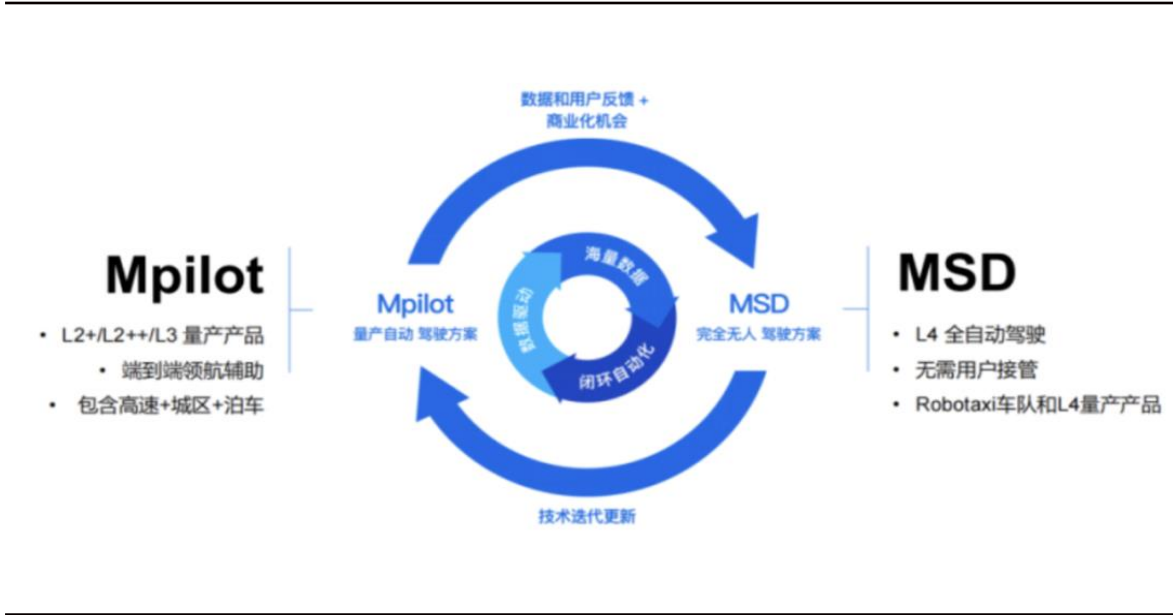 数据和用户反馈 +
商业化机会
Mpilot
• L2+/L2++/L3 量产产品
• 端到端领航辅助
• 包含高速+城区+泊车
Mpilot
量产自动 驾驶方案
海量数据
数据驱动
闭环自动化
MSD
完全无人 驾驶方案
MSD
• L4 全自动驾驶
• 无需用户接管
• Robotaxi车队和L4量产产品
技术迭代更新